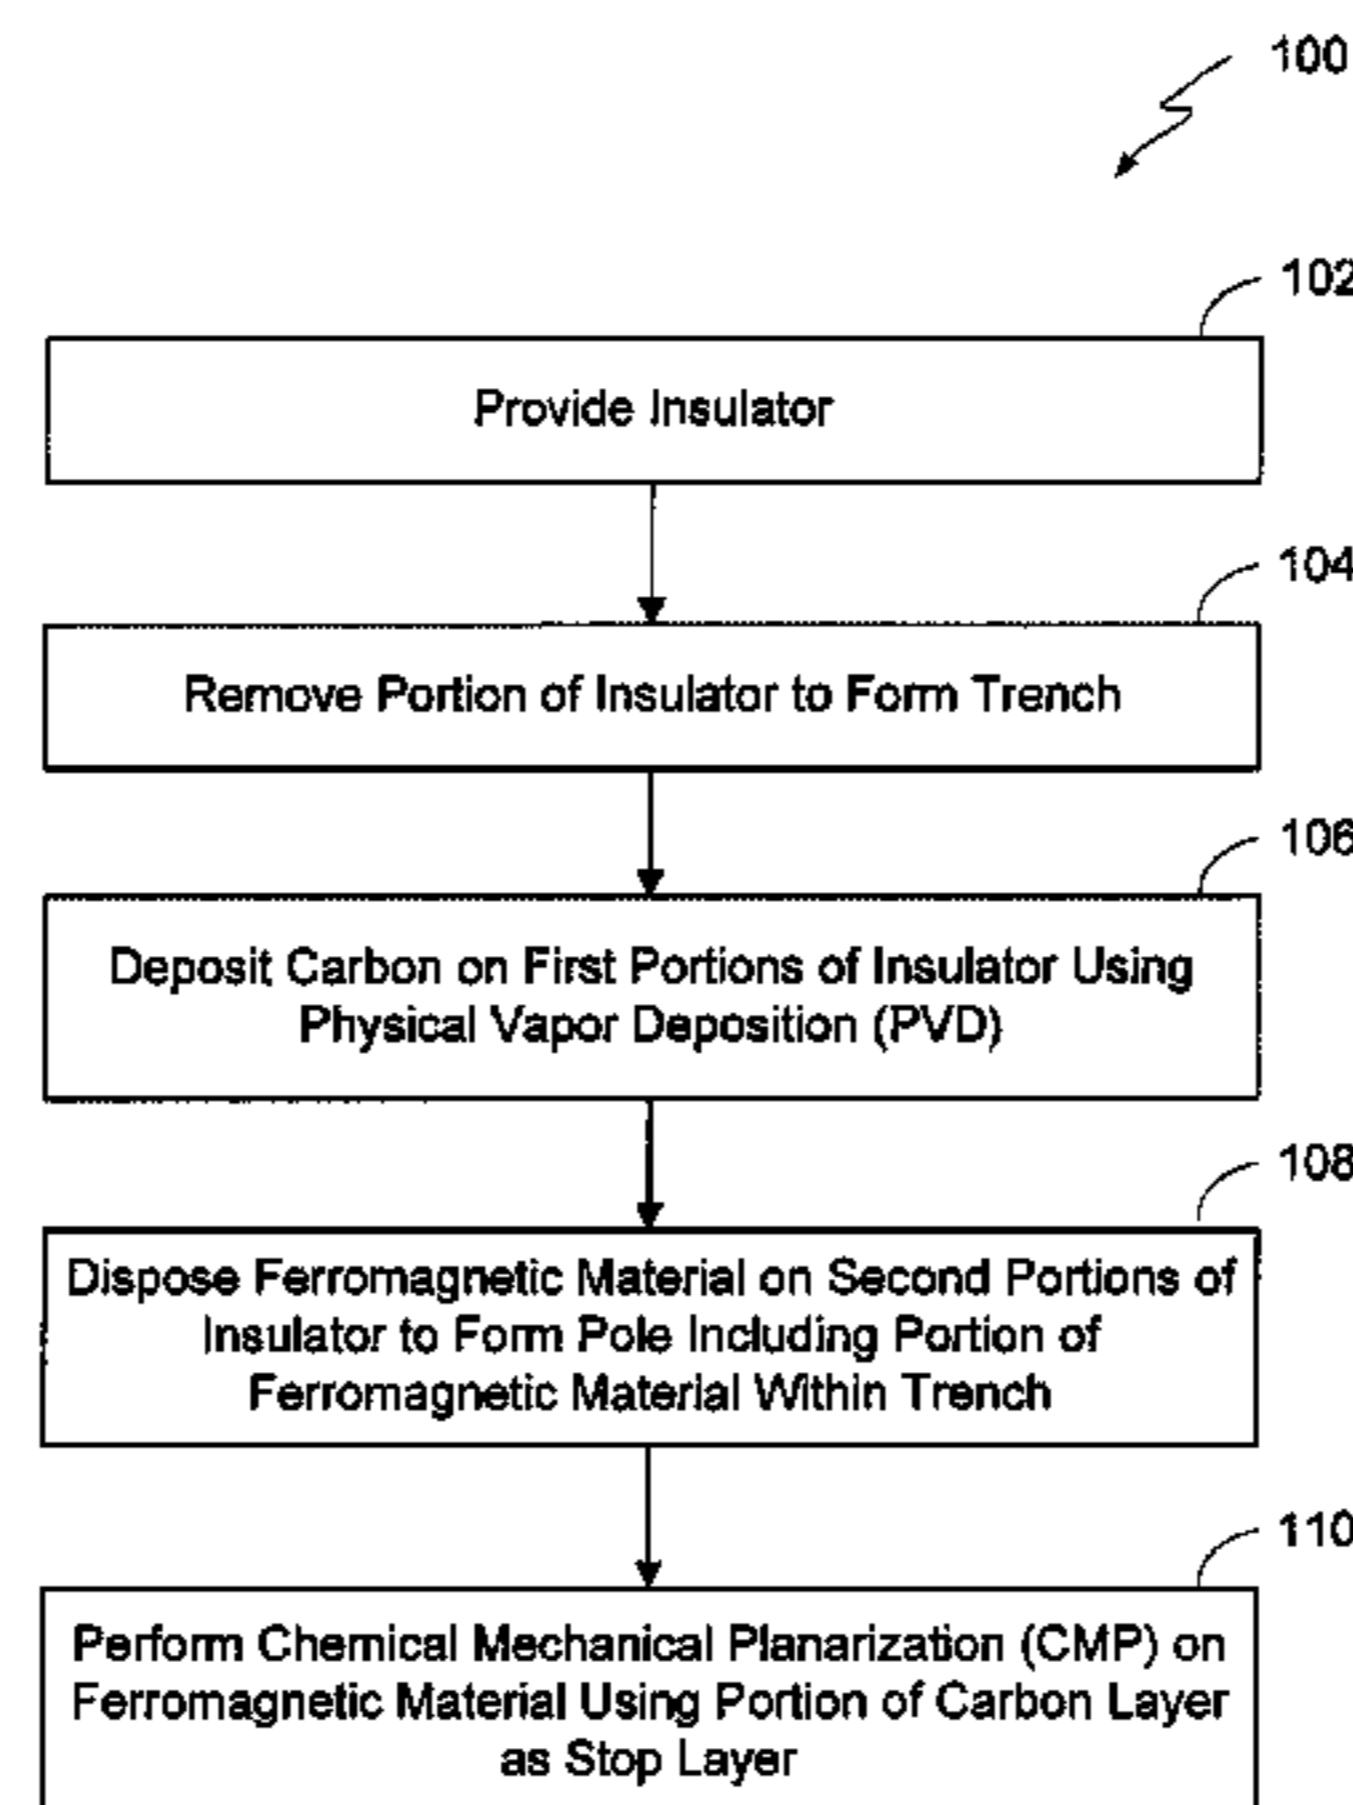 100
102
Provide Insulator
104
Remove Portion of Insulator to Form Trench
106
Deposit Carbon on First Portions of Insulator Using
Physical Vapor Deposition (PVD)
108
Dispose Ferromagnetic Material on Second Portions of
Insulator to Form Pole Including Portion of
Ferromagnetic Material Within Trench
110
Perform Chemical Mechanical Planarization (CMP) on
Ferromagnetic Material Using Portion of Carbon Layer
as Stop Layer